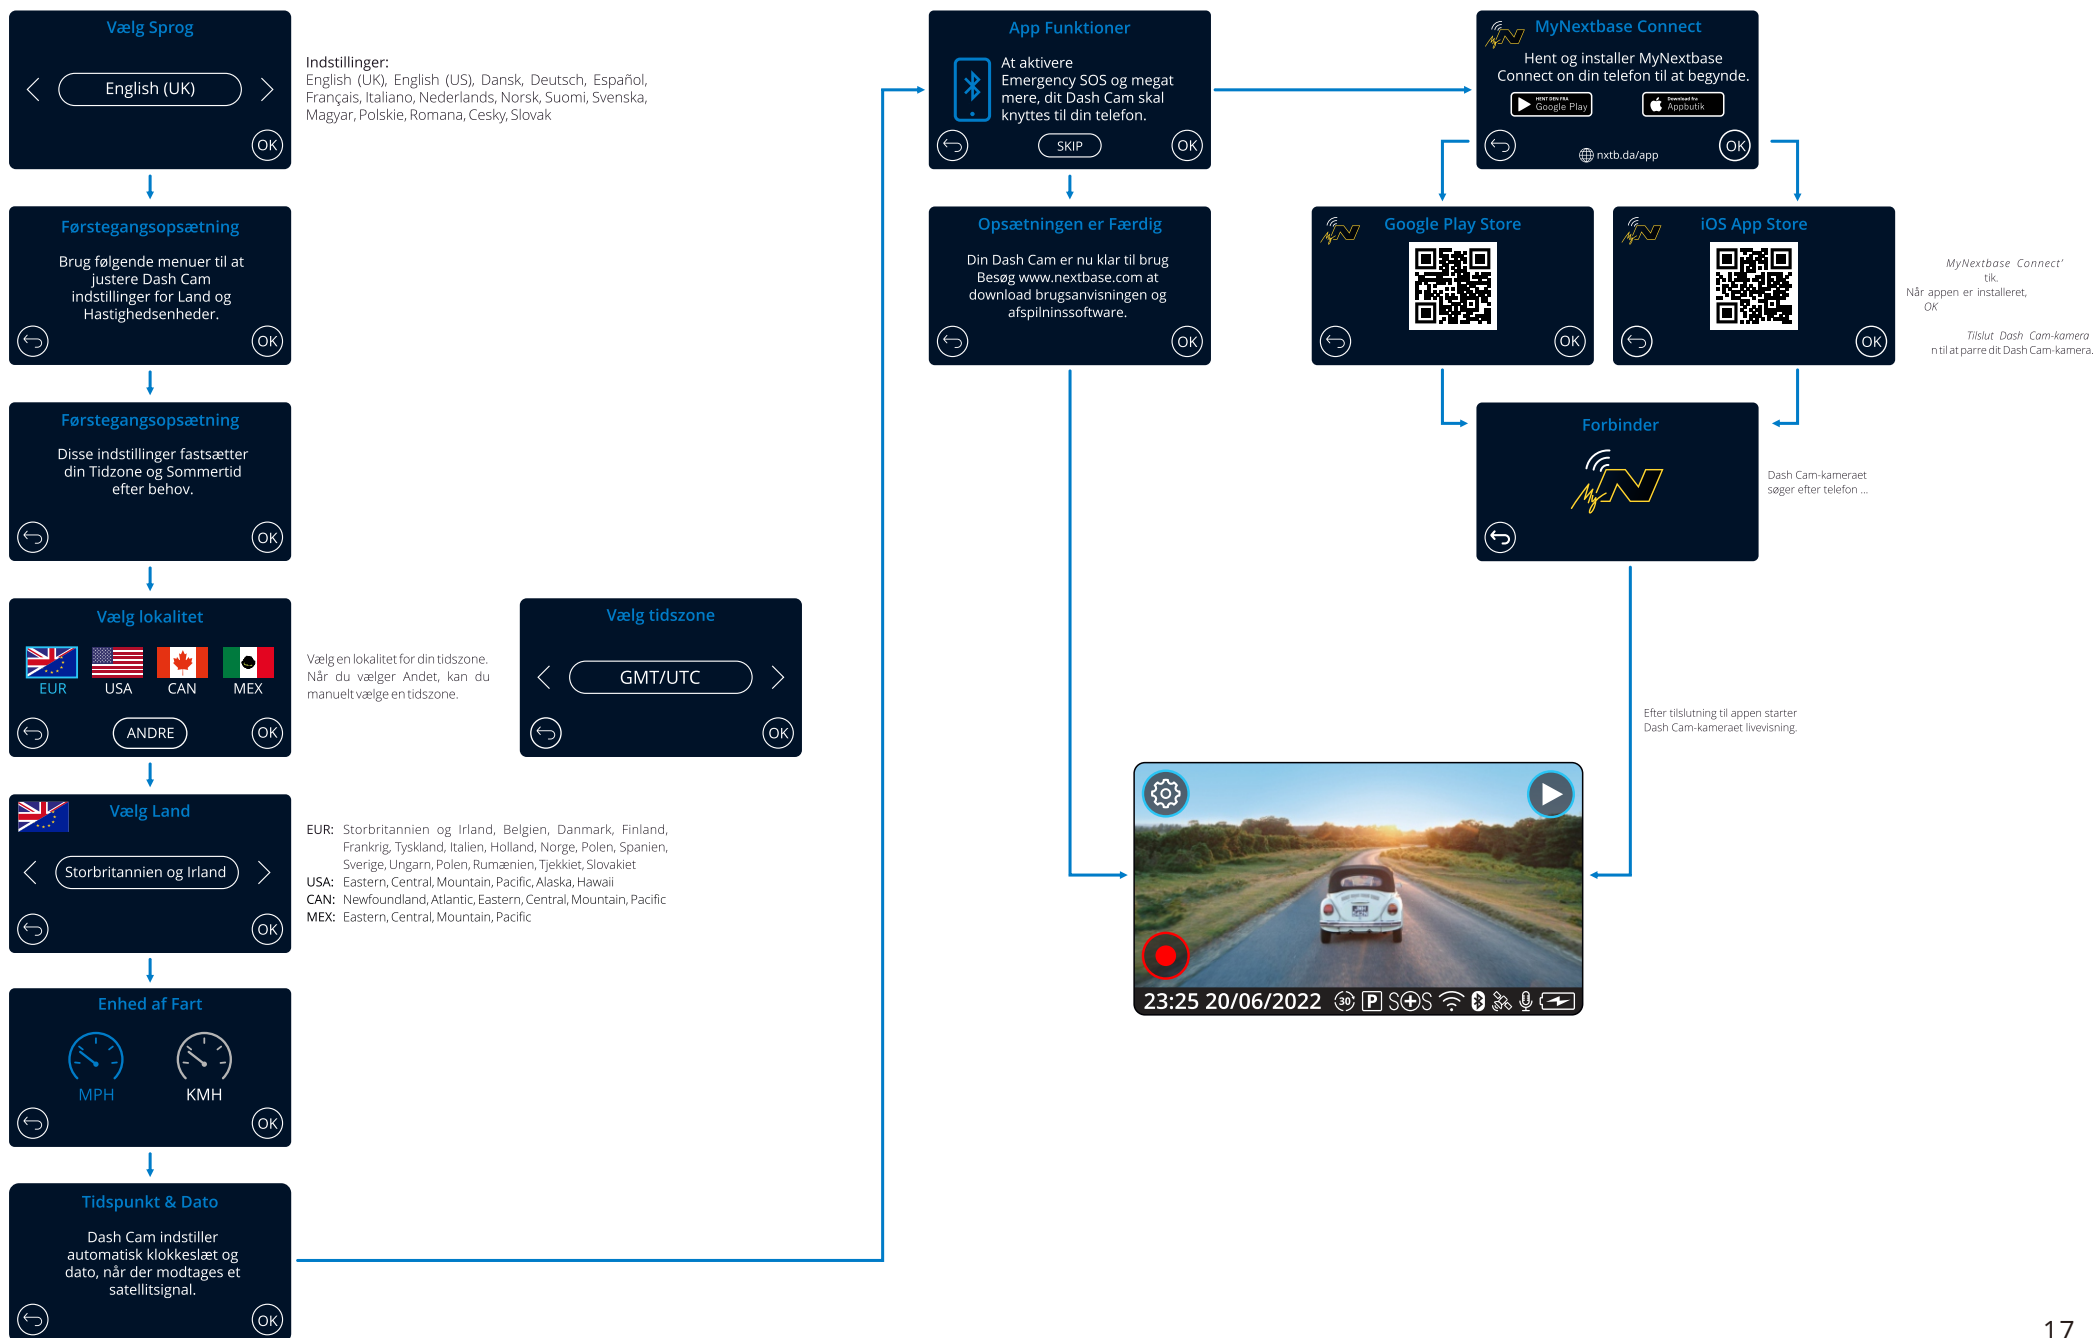 Vælg Sprog
English (UK)
OK
Indstillinger:
English (UK), English (US), Dansk, Deutsch, Español,
Français, Italiano, Nederlands, Norsk, Suomi, Svenska,
Magyar, Polskie, Romana, Cesky, Slovak
Førstegangsopsætning
Brug følgende menuer til at
justere Dash Cam
indstillinger for Land og
Hastighedsenheder.
OK
Førstegangsopsætning
Disse indstillinger fastsætter
din Tidzone og Sommertid
efter behov.
OK
Vælg lokalitet
EUR USA CAN MEX
ANDRE
OK
Vælg en lokalitet for din tidszone.
Når du vælger Andet, kan du
manuelt vælge en tidszone.
Vælg tidszone
GMT/UTC
OK
Vælg Land
Storbritannien og Irland
OK
EUR: Storbritannien og Irland, Belgien, Danmark, Finland,
Frankrig, Tyskland, Italien, Holland, Norge, Polen, Spanien,
Sverige, Ungarn, Polen, Rumænien, Tjekkiet, Slovakiet
USA: Eastern, Central, Mountain, Pacific, Alaska, Hawaii
CAN: Newfoundland, Atlantic, Eastern, Central, Mountain, Pacific
MEX: Eastern, Central, Mountain, Pacific
Enhed af Fart
MPH KMH
OK
Tidspunkt & Dato
Dash Cam indstiller
automatisk klokkeslæt og
dato, når der modtages et
satellitsignal.
OK
App Funktioner
At aktivere
Emergency SOS og megat
mere, dit Dash Cam skal
knyttes til din telefon.
SKIP
OK
Opsætningen er Færdig
Din Dash Cam er nu klar til brug
Besøg www.nextbase.com at
download brugsanvisningen og
afspilninssoftware.
OK
My N
MyNextbase Connect
Hent og installer MyNextbase
Connect on din telefon til at begynde.
HENT DEN FRA
Google Play
Download fra
Appbutik
nxtb.da/app
OK
My N
Google Play Store
OK
My N
iOS App Store
OK
MyNextbase Connect'
tik.
Når appen er installeret,
OK
Tilslut Dash Cam-kamera
n til at parre dit Dash Cam-kamera.
Forbinder
My N
Dash Cam-kameraet
søger efter telefon ...
Efter tilslutning til appen starter
Dash Cam-kameraet livevisning.
23:25 20/06/2022 30 P SOS
17